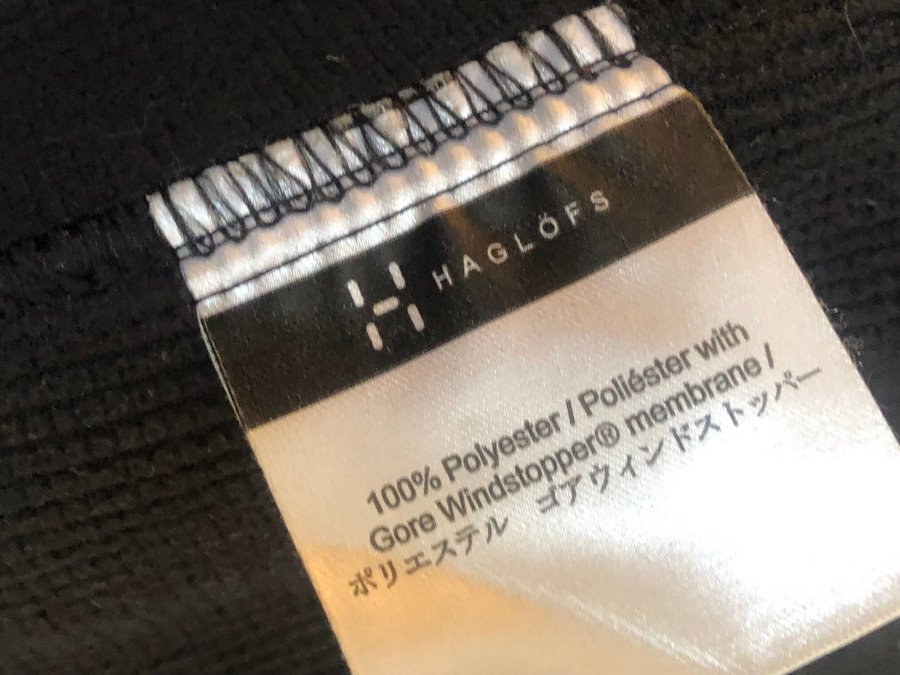 HAGLÖFS
100% Polyester / Poliéster with
Gore Windstopper® membrane /
ポリエステル ゴアウィンドストッパー